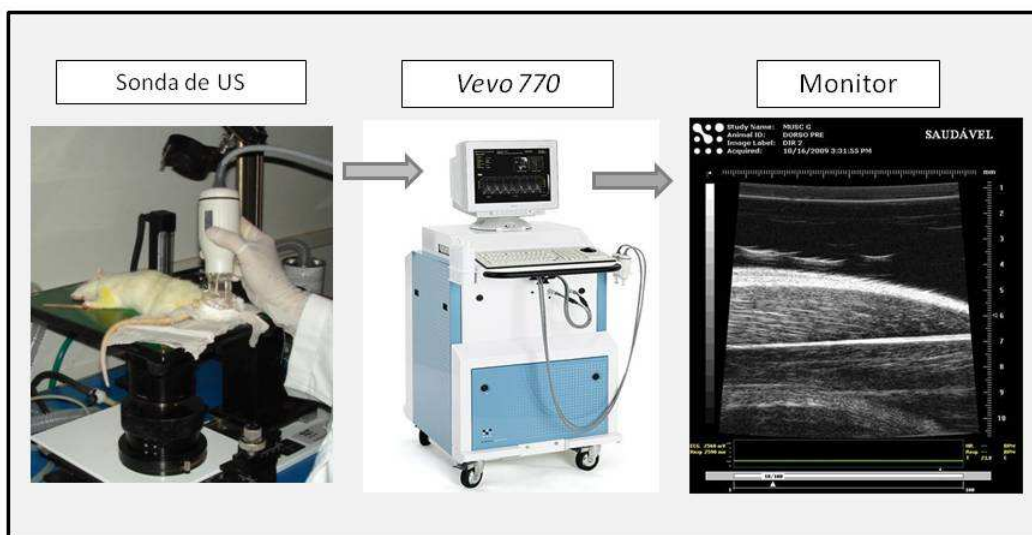 Sonda de US
Vevo 770
Monitor
Study Name: MUSC G
Animal ID: DORSO PRE
Image Label: DIR 2
Acquired: 10/16/2009 3:31:55 PM
SAUDÁVEL
mm
1
2
3
4
5
6
7
8
9
10